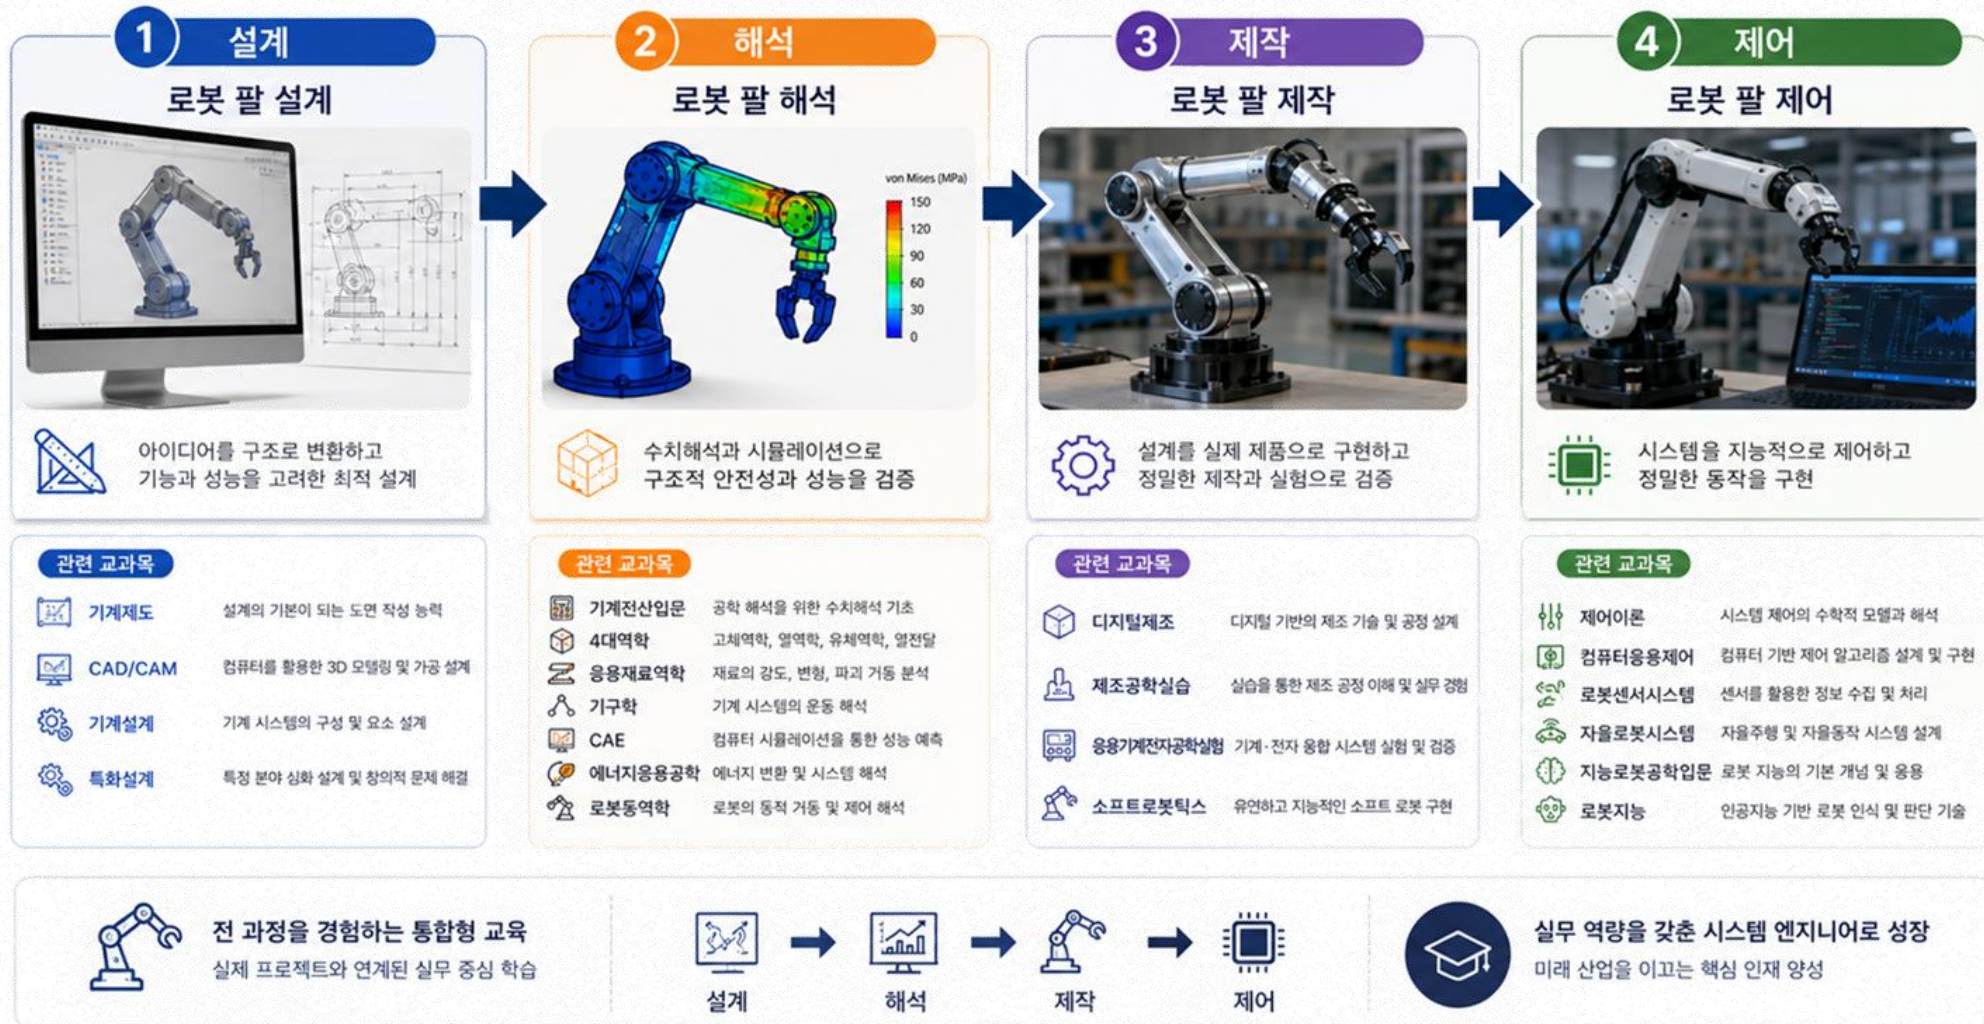 1 설계
로봇 팔 설계
아이디어를 구조로 변환하고
기능과 성능을 고려한 최적 설계
관련 교과목
기계제도 설계의 기본이 되는 도면 작성 능력
CAD/CAM 컴퓨터를 활용한 3D 모델링 및 가공 설계
기계설계 기계 시스템의 구성 및 요소 설계
특화설계 특정 분야 심화 설계 및 창의적 문제 해결
2 해석
로봇 팔 해석
von Mises (MPa)
150
120
90
60
30
0
수치해석과 시뮬레이션으로
구조적 안전성과 성능을 검증
관련 교과목
기계전산입문 공학 해석을 위한 수치해석 기초
4대역학 고체역학, 열역학, 유체역학, 열전달
응용재료역학 재료의 강도, 변형, 파괴 거동 분석
기구학 기계 시스템의 운동 해석
CAE 컴퓨터 시뮬레이션을 통한 성능 예측
에너지응용공학 에너지 변환 및 시스템 해석
로봇동역학 로봇의 동적 거동 및 제어 해석
3 제작
로봇 팔 제작
설계를 실제 제품으로 구현하고
정밀한 제작과 실험으로 검증
관련 교과목
디지털제조 디지털 기반의 제조 기술 및 공정 설계
제조공학실습 실습을 통한 제조 공정 이해 및 실무 경험
응용기계전자공학실험 기계·전자 융합 시스템 실험 및 검증
소프트로봇틱스 유연하고 지능적인 소프트 로봇 구현
4 제어
로봇 팔 제어
시스템을 지능적으로 제어하고
정밀한 동작을 구현
관련 교과목
제어이론 시스템 제어의 수학적 모델과 해석
컴퓨터응용제어 컴퓨터 기반 제어 알고리즘 설계 및 구현
로봇센서시스템 센서를 활용한 정보 수집 및 처리
자율로봇시스템 자율주행 및 자율동작 시스템 설계
지능로봇공학입문 로봇 지능의 기본 개념 및 응용
로봇지능 인공지능 기반 로봇 인식 및 판단 기술
전 과정을 경험하는 통합형 교육
실제 프로젝트와 연계된 실무 중심 학습
설계
해석
제작
제어
실무 역량을 갖춘 시스템 엔지니어로 성장
미래 산업을 이끄는 핵심 인재 양성